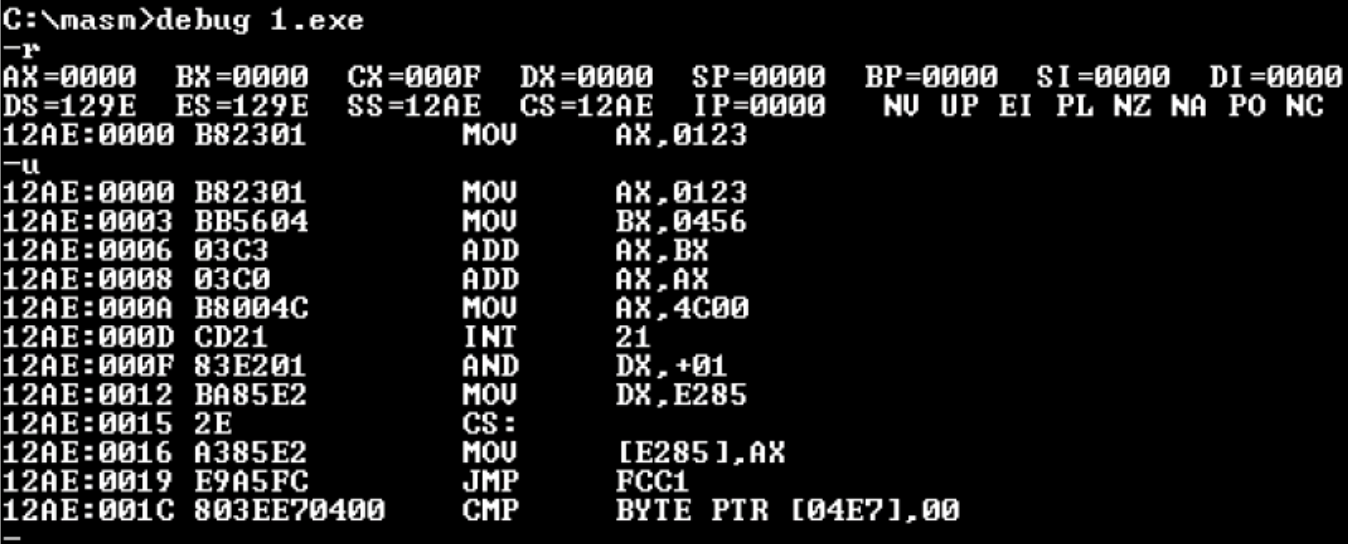 C:\masm>debug 1.exe
-r
AX=0000  BX=0000  CX=000F  DX=0000  SP=0000  BP=0000  SI=0000  DI=0000
DS=129E  ES=129E  SS=12AE  CS=12AE  IP=0000   NV UP EI PL NZ NA PO NC
12AE:0000 B82301        MOV     AX,0123
-u
12AE:0000 B82301        MOV     AX,0123
12AE:0003 BB5604        MOV     BX,0456
12AE:0006 03C3          ADD     AX,BX
12AE:0008 03C0          ADD     AX,AX
12AE:000A B8004C        MOV     AX,4C00
12AE:000D CD21          INT     21
12AE:000F 83E201        AND     DX,+01
12AE:0012 BA85E2        MOV     DX,E285
12AE:0015 2E            CS:
12AE:0016 A385E2        MOV     [E285],AX
12AE:0019 E9A5FC        JMP     FCC1
12AE:001C 803EE70400    CMP     BYTE PTR [04E7],00
-